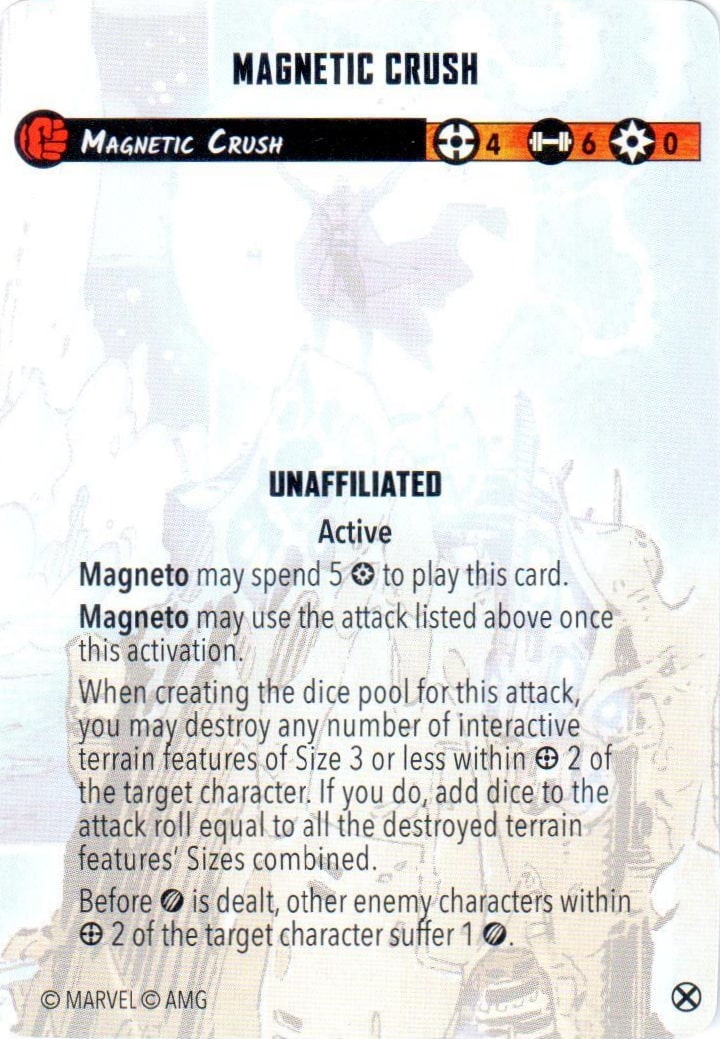 MAGNETIC CRUSH
MAGNETIC CRUSH 4 6 0
UNAFFILIATED
Active
Magneto may spend 5 to play this card.
Magneto may use the attack listed above once
this activation.
When creating the dice pool for this attack,
you may destroy any number of interactive
terrain features of Size 3 or less within 2 of
the target character. If you do, add dice to the
attack roll equal to all the destroyed terrain
features' Sizes combined.
Before is dealt, other enemy characters within
2 of the target character suffer 1 .
© MARVEL © AMG